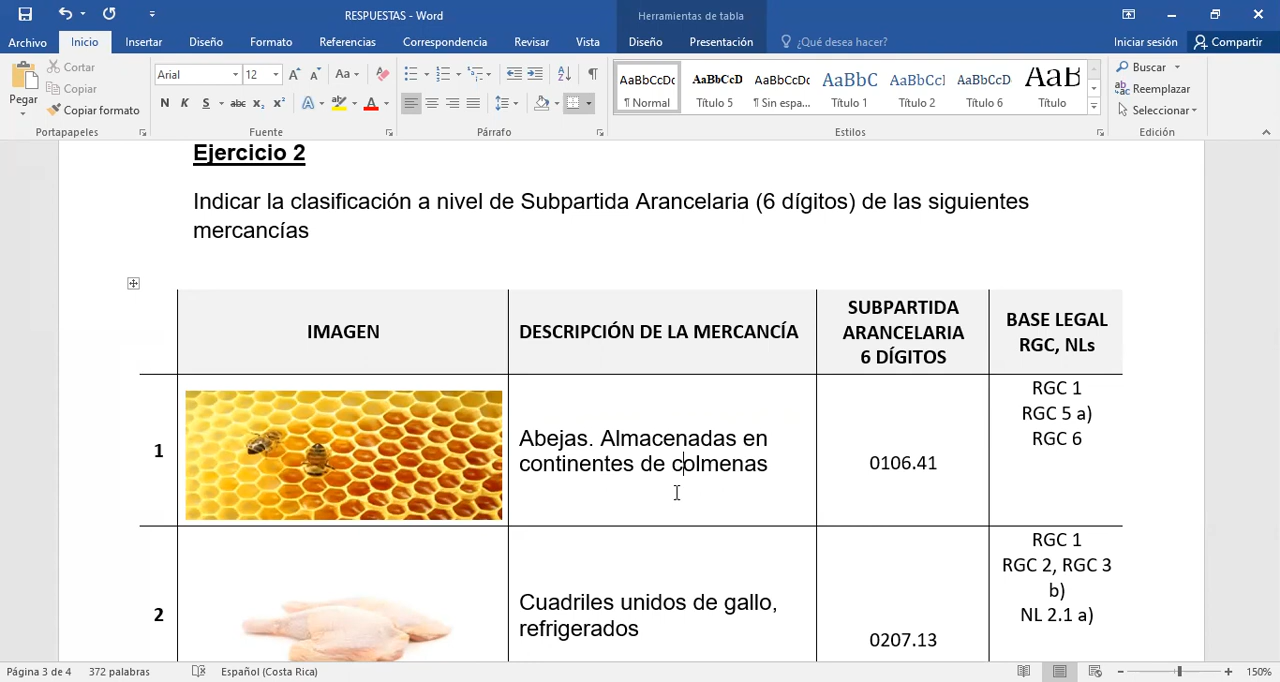 RESPUESTAS - Word
Herramientas de tabla
Archivo Inicio Insertar Diseño Formato Referencias Correspondencia Revisar Vista Diseño Presentación ¿Qué desea hacer? Iniciar sesión Compartir
Pegar
Cortar
Copiar
Copiar formato
Portapapeles
Arial 12
Aa
N K S abc x₂ x²
A A
Fuente
Párrafo
AaBbCcDc AaBbCcD AaBbCcDc AaBbC AaBbCcl AaBbCcD AaB
¶ Normal Título 5 ¶ Sin espa... Título 1 Título 2 Título 6 Título
Estilos
Buscar
Reemplazar
Seleccionar
Edición
Ejercicio 2
Indicar la clasificación a nivel de Subpartida Arancelaria (6 dígitos) de las siguientes
mercancías
IMAGEN
DESCRIPCIÓN DE LA MERCANCÍA
SUBPARTIDA
ARANCELARIA
6 DÍGITOS
BASE LEGAL
RGC, NLs
1
Abejas. Almacenadas en
continentes de colmenas
0106.41
RGC 1
RGC 5 a)
RGC 6
2
Cuadriles unidos de gallo,
refrigerados
0207.13
RGC 1
RGC 2, RGC 3
b)
NL 2.1 a)
Página 3 de 4 372 palabras Español (Costa Rica) 150%